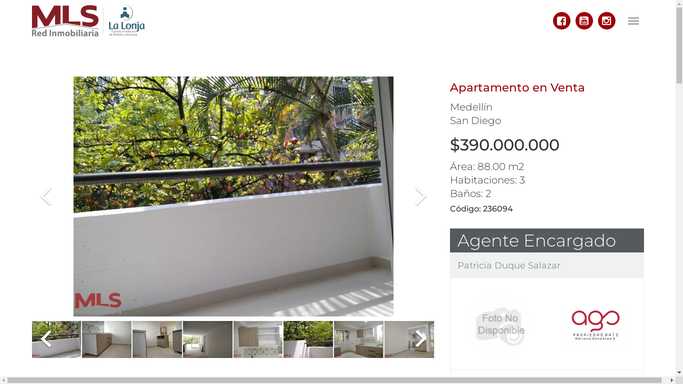 MLS
Red Inmobiliaria
La Lonja
Apartamento en Venta
Medellín
San Diego
$390.000.000
Área: 88.00 m2
Habitaciones: 3
Baños: 2
Código: 236094
MLS
Agente Encargado
Patricia Duque Salazar
Foto No
Disponible
ago